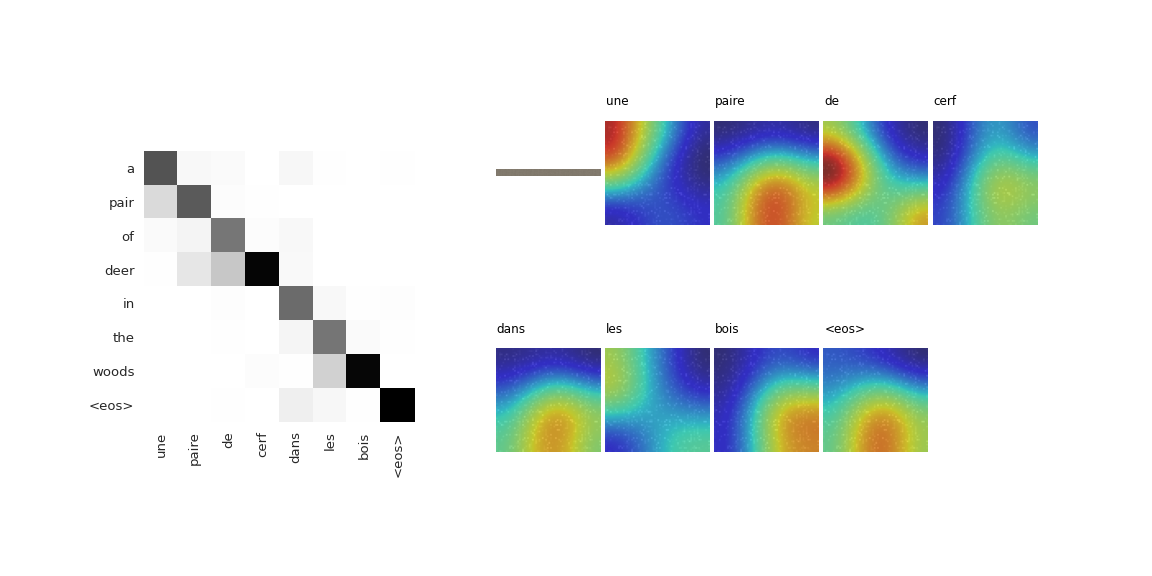 a
pair
of
deer
in
the
woods
<eos>
une
paire
de
cerf
dans
les
bois
<eos>
une paire de cerf
dans les bois <eos>